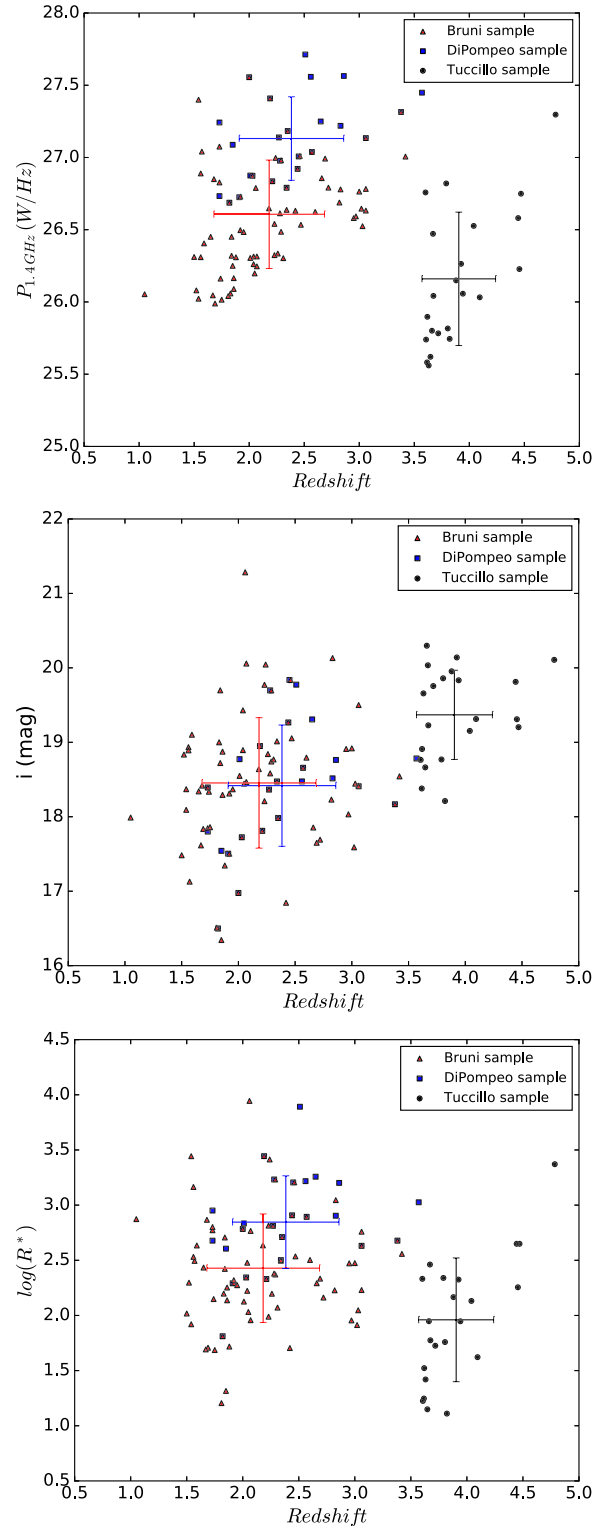 28.0
27.5
27.0
26.5
26.0
25.5
25.0
P1.4GHz (W/Hz)
Bruni sample
DiPompeo sample
Tuccillo sample
0.5 1.0 1.5 2.0 2.5 3.0 3.5 4.0 4.5 5.0
Redshift
22
21
20
19
18
17
16
i (mag)
Bruni sample
DiPompeo sample
Tuccillo sample
0.5 1.0 1.5 2.0 2.5 3.0 3.5 4.0 4.5 5.0
Redshift
4.5
4.0
3.5
3.0
2.5
2.0
1.5
1.0
0.5
log(R*)
Bruni sample
DiPompeo sample
Tuccillo sample
0.5 1.0 1.5 2.0 2.5 3.0 3.5 4.0 4.5 5.0
Redshift